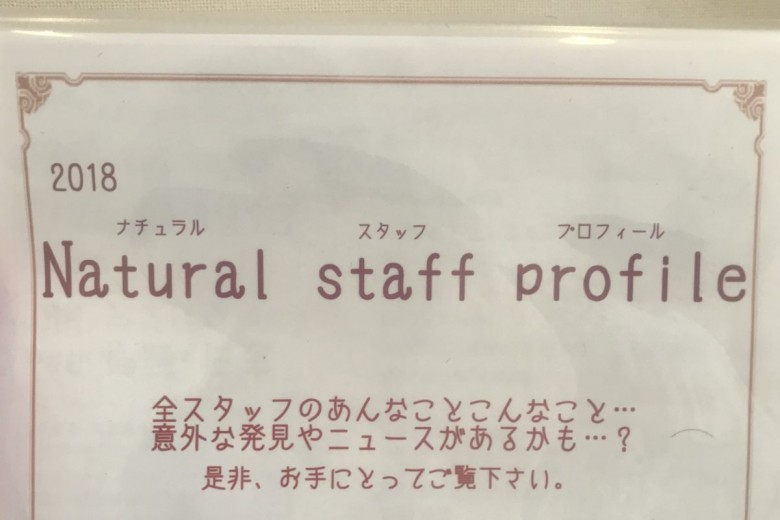 2018
ナチュラル スタッフ プロフィール
Natural staff profile
全スタッフのあんなことこんなこと…
意外な発見やニュースがあるかも…？
是非、お手にとってご覧下さい。